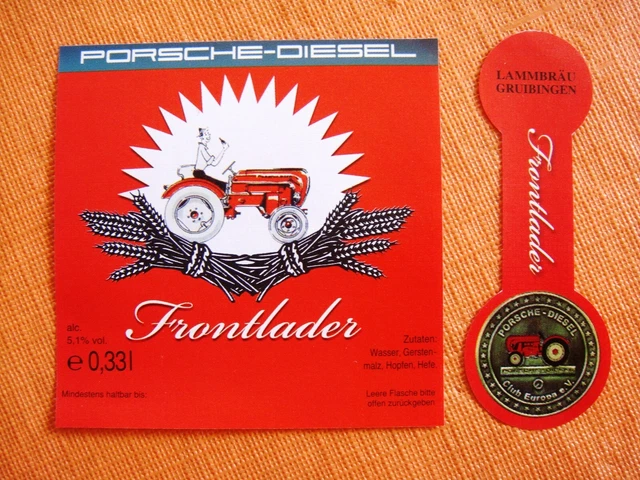 PORSCHE-DIESEL
Frontlader
alc.
5,1% vol.
e 0,33 l
Mindestens haltbar bis:
Zutaten:
Wasser, Gersten-
malz, Hopfen, Hefe
Leere Flasche bitte
offen zurückgeben
LAMMBRÄU
GRUIBINGEN
Frontlader
PORSCHE-DIESEL
Club Europa e.V.